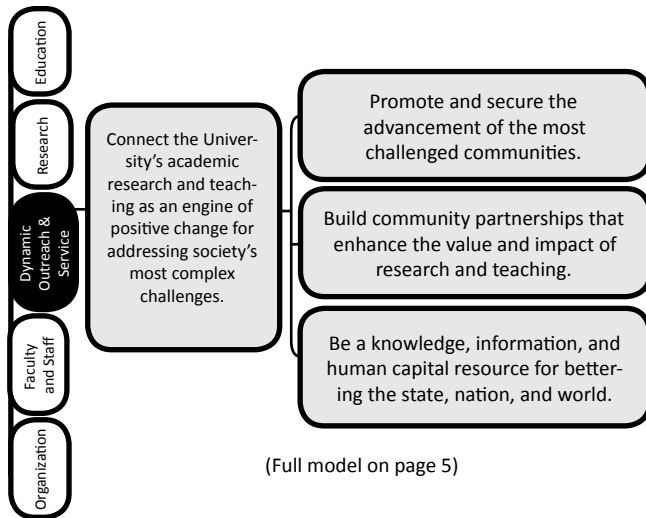 Education
Research
Dynamic
Outreach &
Service
Faculty
and Staff
Organization
Connect the Univer-
sity’s academic
research and teach-
ing as an engine of
positive change for
addressing society’s
most complex
challenges.
Promote and secure the
advancement of the most
challenged communities.
Build community partnerships that
enhance the value and impact of
research and teaching.
Be a knowledge, information, and
human capital resource for better-
ing the state, nation, and world.
(Full model on page 5)